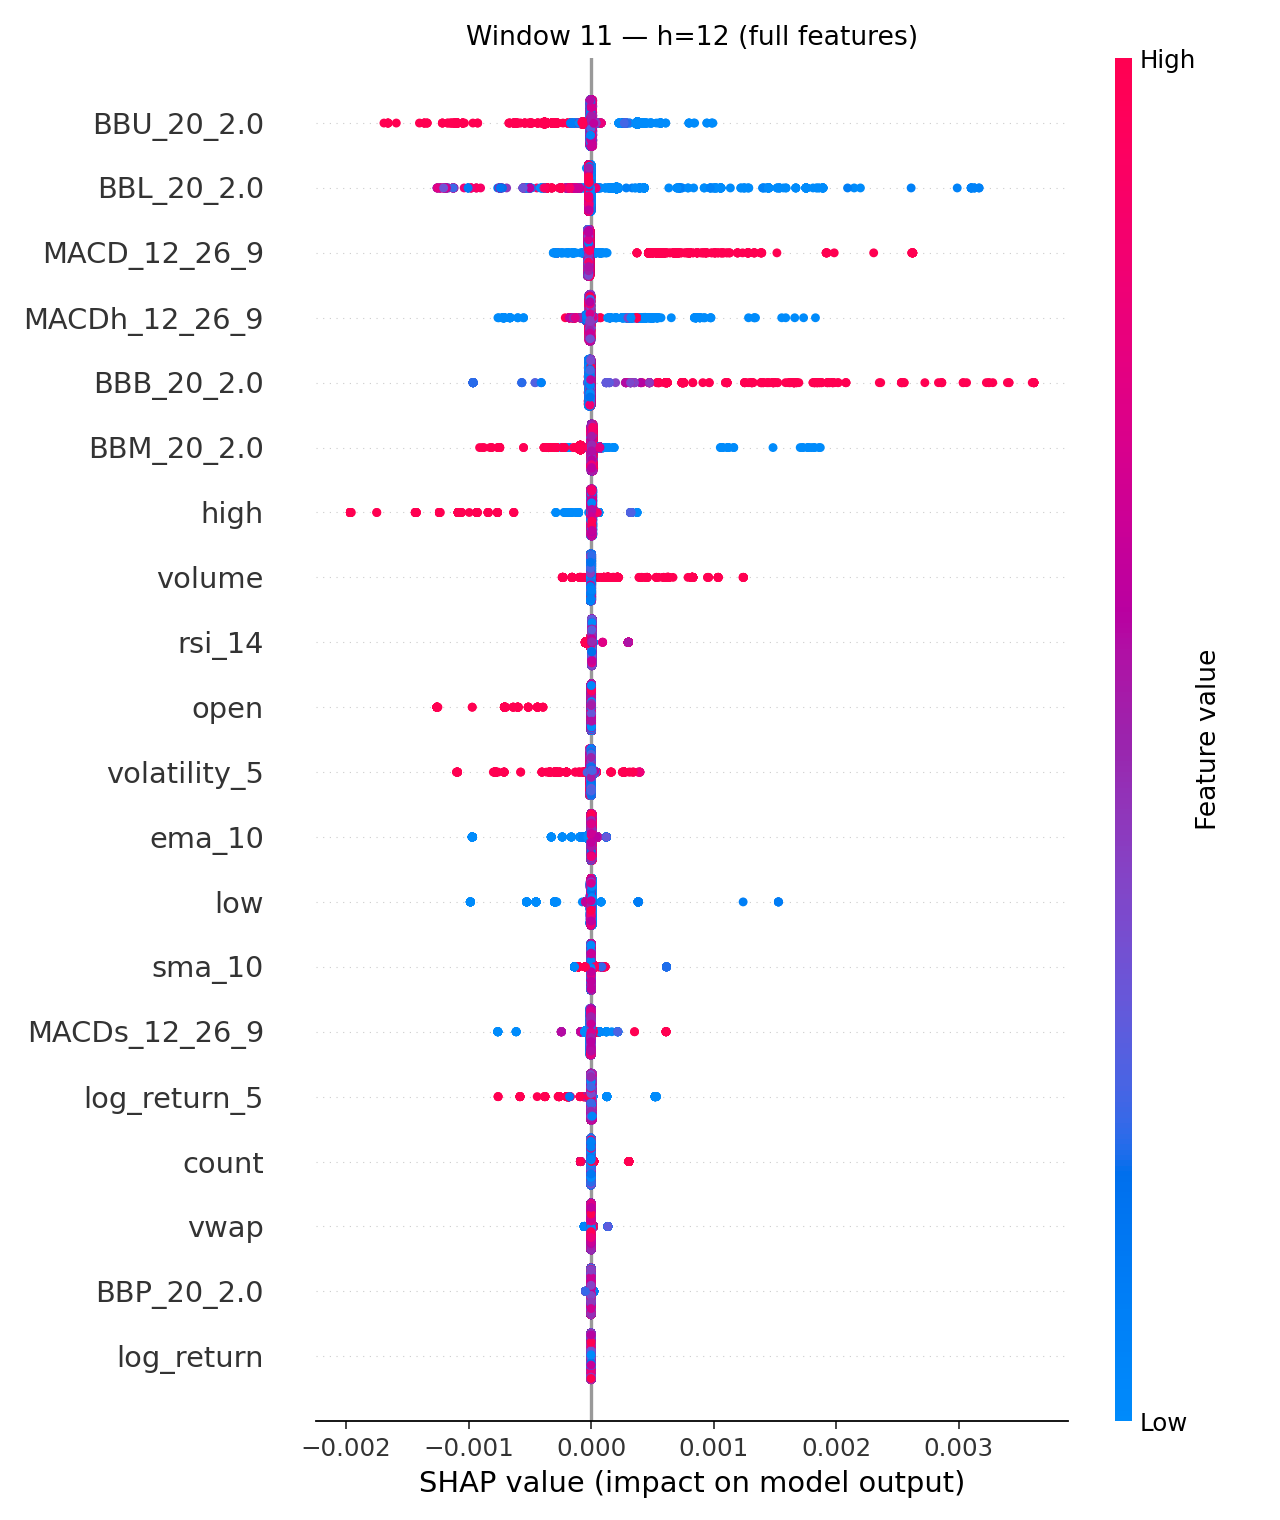 Window 11 — h=12 (full features)
High
BBU_20_2.0
BBL_20_2.0
MACD_12_26_9
MACDh_12_26_9
BBB_20_2.0
BBM_20_2.0
high
volume
rsi_14
open
volatility_5
ema_10
low
sma_10
MACDs_12_26_9
log_return_5
count
vwap
BBP_20_2.0
log_return
Feature value
Low
−0.002 −0.001 0.000 0.001 0.002 0.003
SHAP value (impact on model output)